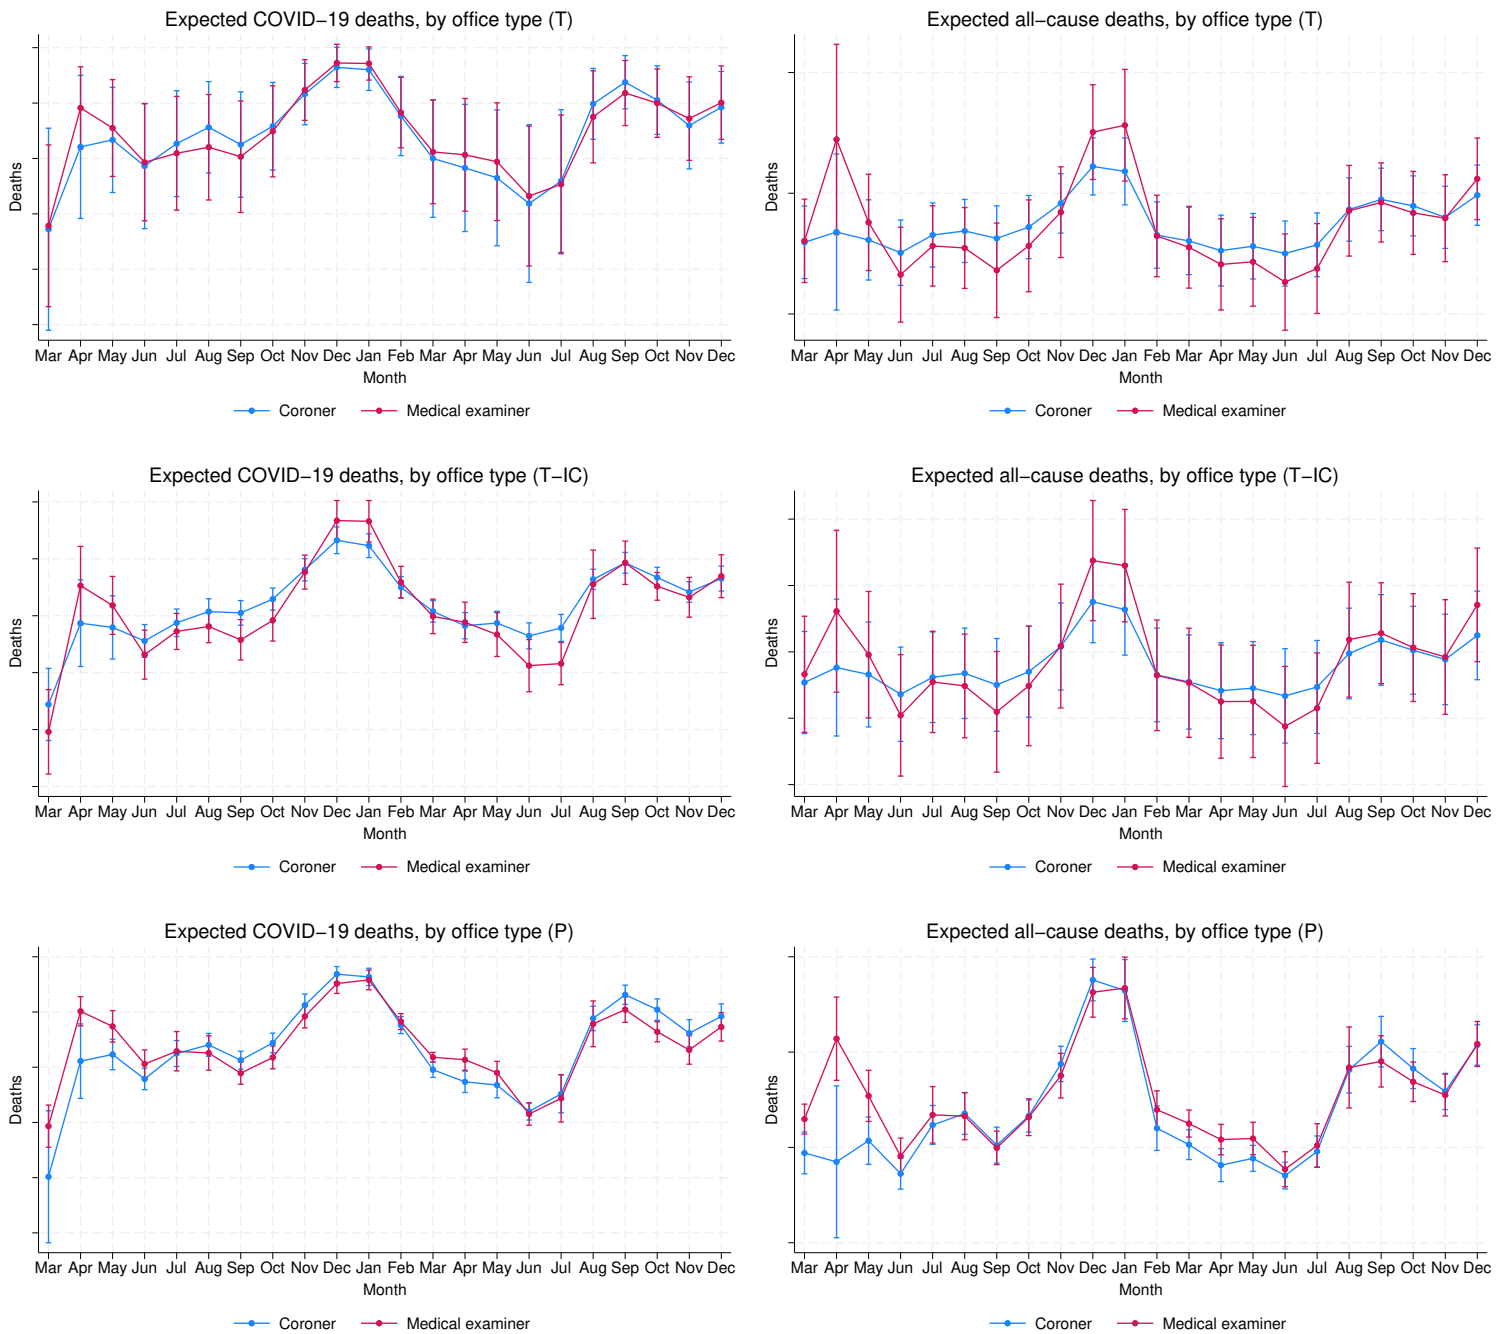 Expected COVID−19 deaths, by office type (T)
Deaths
Mar Apr May Jun Jul Aug Sep Oct Nov Dec Jan Feb Mar Apr May Jun Jul Aug Sep Oct Nov Dec
Month
Coroner Medical examiner
Expected all−cause deaths, by office type (T)
Deaths
Mar Apr May Jun Jul Aug Sep Oct Nov Dec Jan Feb Mar Apr May Jun Jul Aug Sep Oct Nov Dec
Month
Coroner Medical examiner
Expected COVID−19 deaths, by office type (T−IC)
Deaths
Mar Apr May Jun Jul Aug Sep Oct Nov Dec Jan Feb Mar Apr May Jun Jul Aug Sep Oct Nov Dec
Month
Coroner Medical examiner
Expected all−cause deaths, by office type (T−IC)
Deaths
Mar Apr May Jun Jul Aug Sep Oct Nov Dec Jan Feb Mar Apr May Jun Jul Aug Sep Oct Nov Dec
Month
Coroner Medical examiner
Expected COVID−19 deaths, by office type (P)
Deaths
Mar Apr May Jun Jul Aug Sep Oct Nov Dec Jan Feb Mar Apr May Jun Jul Aug Sep Oct Nov Dec
Month
Coroner Medical examiner
Expected all−cause deaths, by office type (P)
Deaths
Mar Apr May Jun Jul Aug Sep Oct Nov Dec Jan Feb Mar Apr May Jun Jul Aug Sep Oct Nov Dec
Month
Coroner Medical examiner